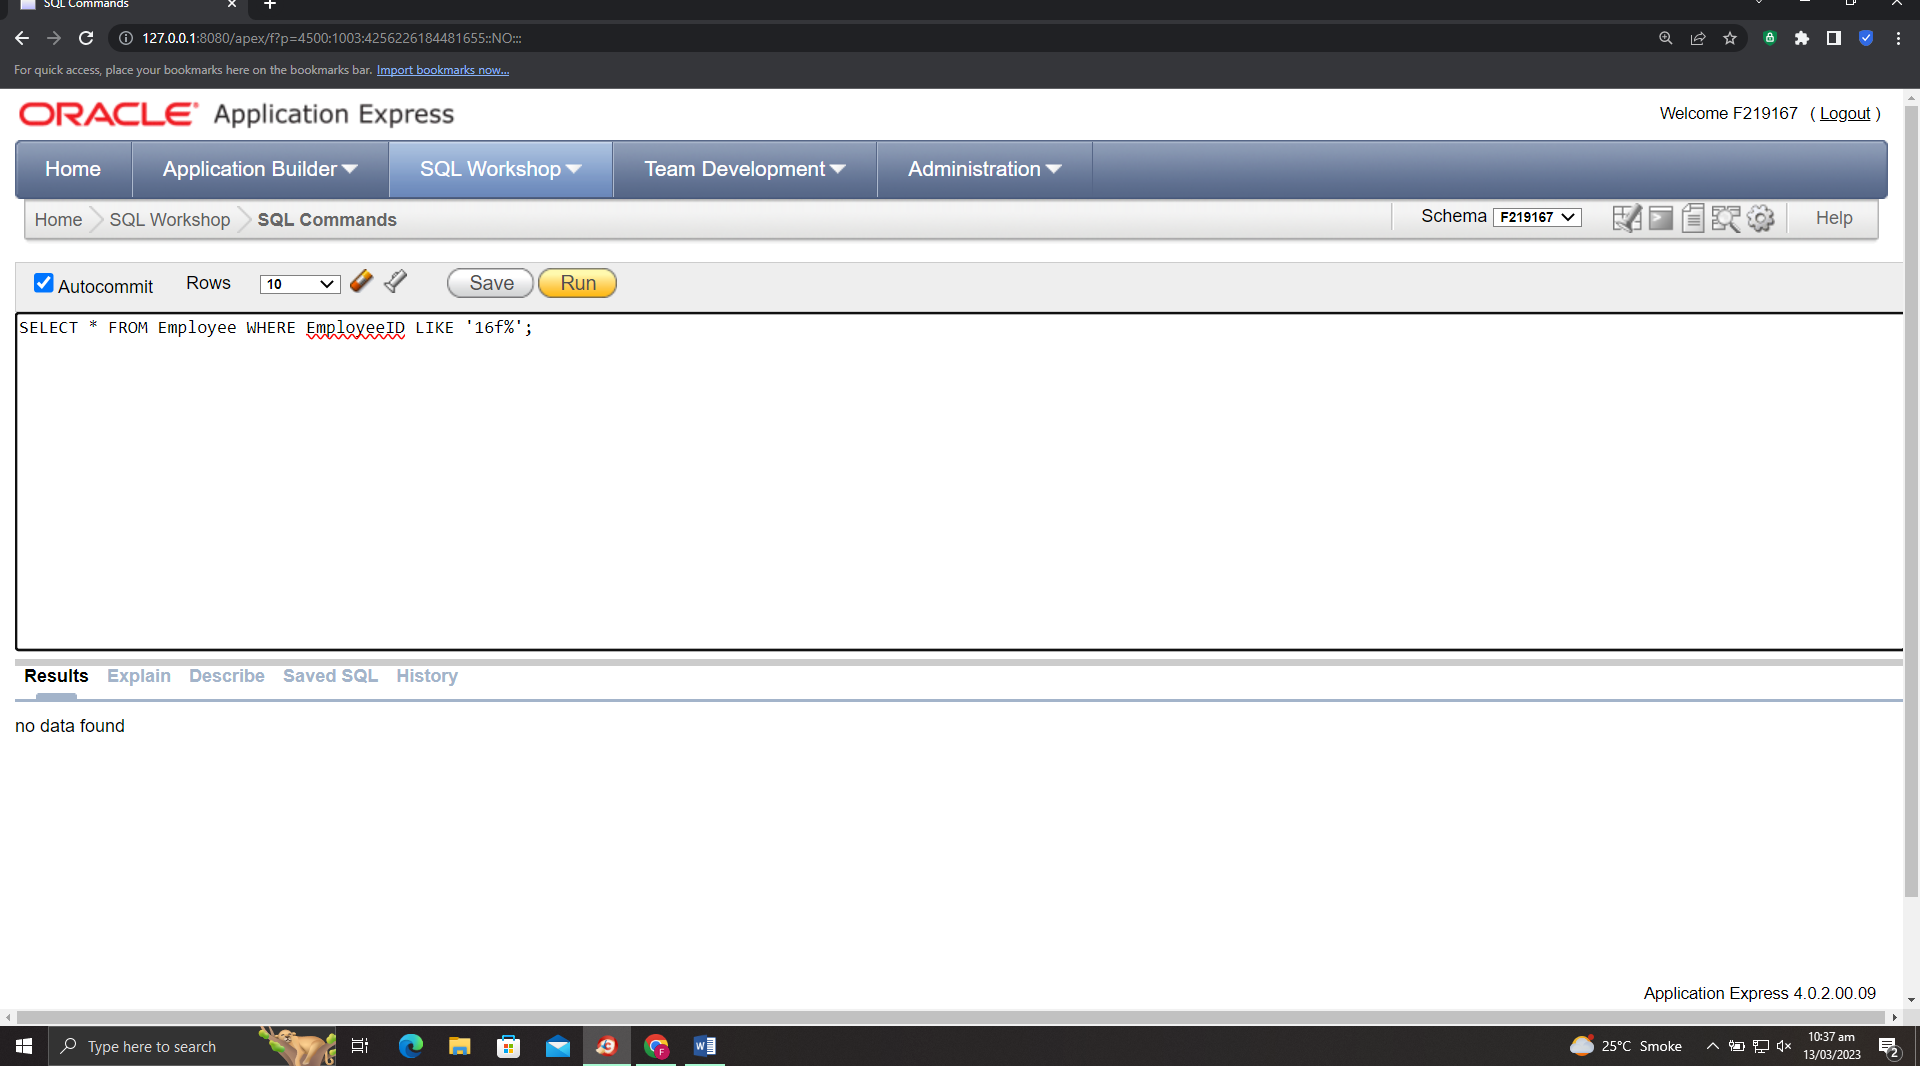 SQL Commands
127.0.0.1:8080/apex/f?p=4500:1003:4256226184481655::NO:::
For quick access, place your bookmarks here on the bookmarks bar. Import bookmarks now...
ORACLE Application Express
Welcome F219167 ( Logout )
Home Application Builder SQL Workshop Team Development Administration
Home SQL Workshop SQL Commands Schema F219167 Help
Autocommit Rows 10 Save Run
SELECT * FROM Employee WHERE EmployeeID LIKE '16f%';
Results Explain Describe Saved SQL History
no data found
Application Express 4.0.2.00.09
Type here to search
25°C Smoke
10:37 am
13/03/2023
2